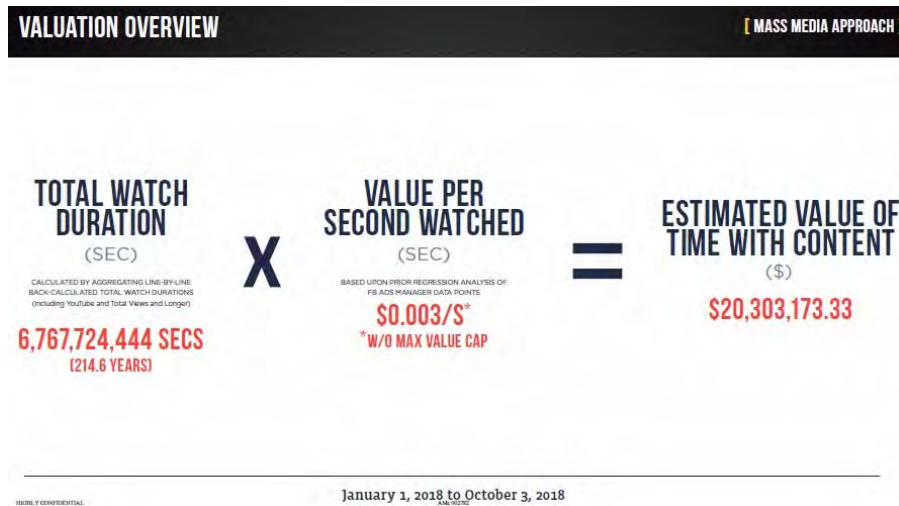 VALUATION OVERVIEW
[ MASS MEDIA APPROACH ]
TOTAL WATCH
DURATION
(SEC)
CALCULATED BY AGGREGATING LINE-BY-LINE
BACK-CALCULATED TOTAL WATCH DURATIONS
(Including YouTube and Total Views and Longer)
6,767,724,444 SECS
(214.6 YEARS)
X
VALUE PER
SECOND WATCHED
(SEC)
BASED UPON PRIOR REGRESSION ANALYSIS OF
FB ADS MANAGER DATA POINTS
$0.003/S*
*W/O MAX VALUE CAP
=
ESTIMATED VALUE OF
TIME WITH CONTENT
($)
$20,303,173.33
January 1, 2018 to October 3, 2018
HIGHLY CONFIDENTIAL
AMI 002782